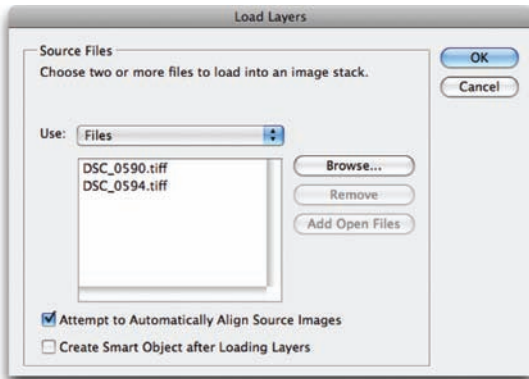 Load Layers
Source Files
Choose two or more files to load into an image stack.
OK
Cancel
Use: Files
DSC_0590.tiff
DSC_0594.tiff
Browse...
Remove
Add Open Files
Attempt to Automatically Align Source Images
Create Smart Object after Loading Layers